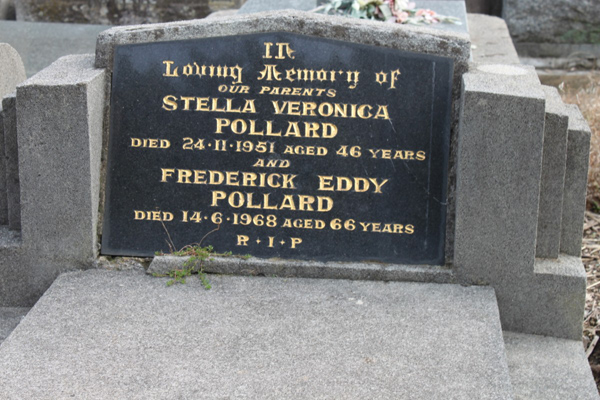 In
Loving Memory of
OUR PARENTS
STELLA VERONICA
POLLARD
DIED 24·11·1951 AGED 46 YEARS
AND
FREDERICK EDDY
POLLARD
DIED 14·6·1968 AGED 66 YEARS
R·I·P